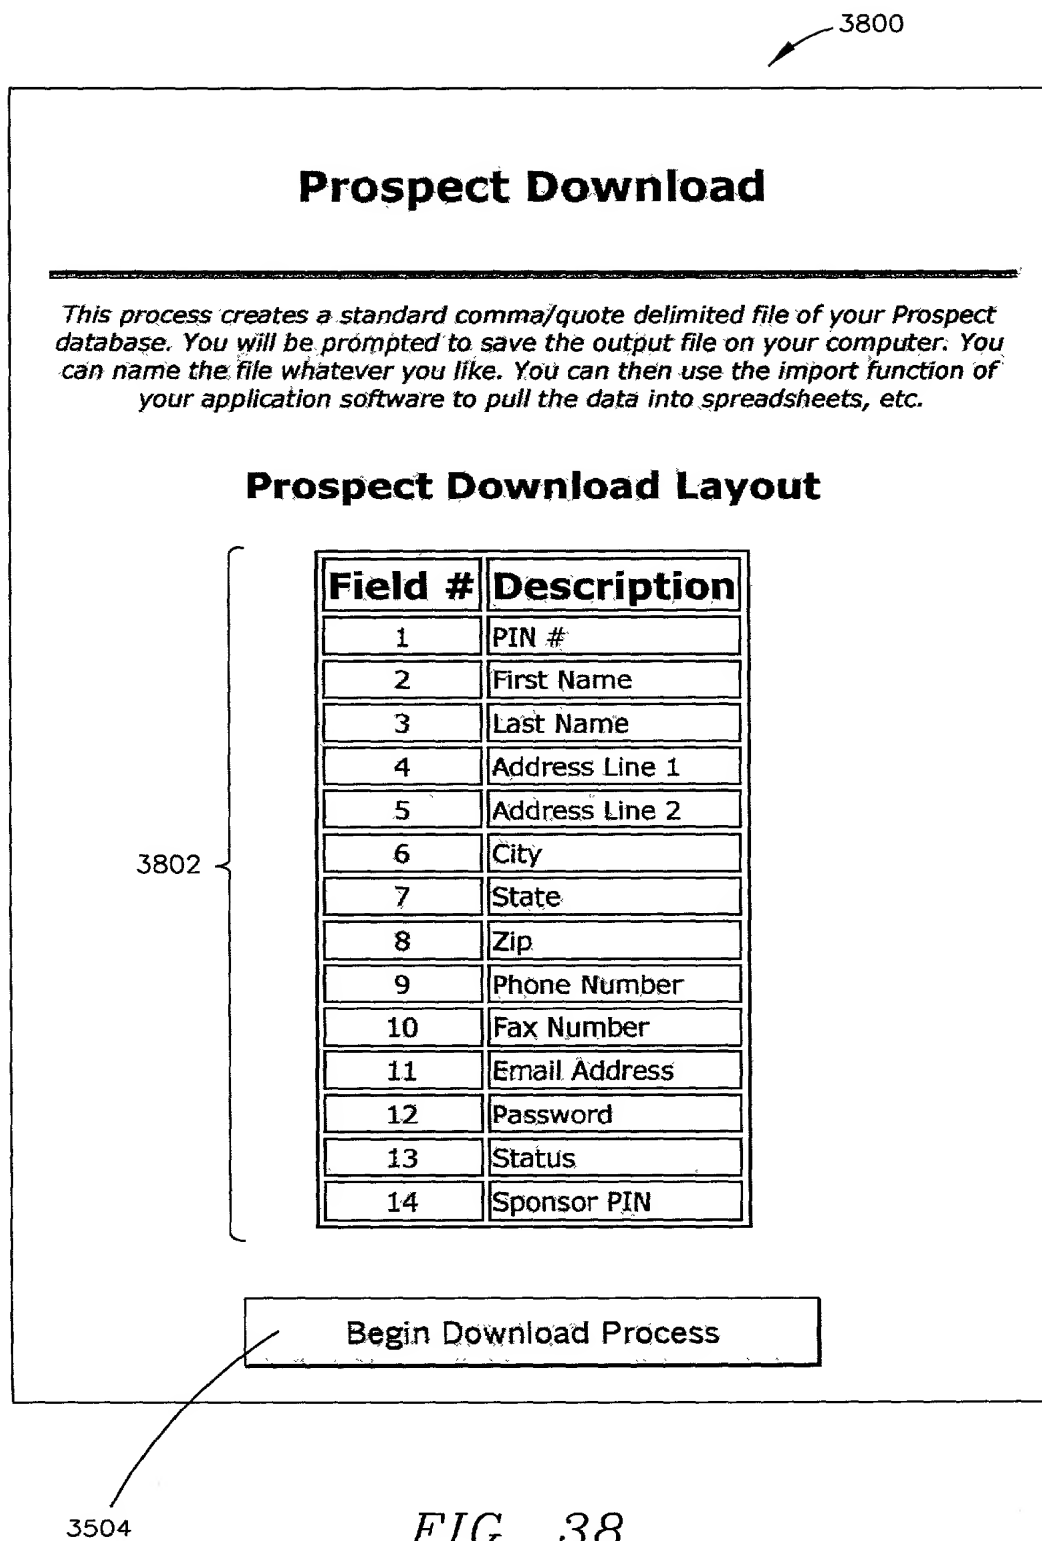 3800
Prospect Download
This process creates a standard comma/quote delimited file of your Prospect
database. You will be prompted to save the output file on your computer. You
can name the file whatever you like. You can then use the import function of
your application software to pull the data into spreadsheets, etc.
Prospect Download Layout
Field # Description
1 PIN #
2 First Name
3 Last Name
4 Address Line 1
5 Address Line 2
3802
6 City
7 State
8 Zip
9 Phone Number
10 Fax Number
11 Email Address
12 Password
13 Status
14 Sponsor PIN
Begin Download Process
3504
FIG. 38